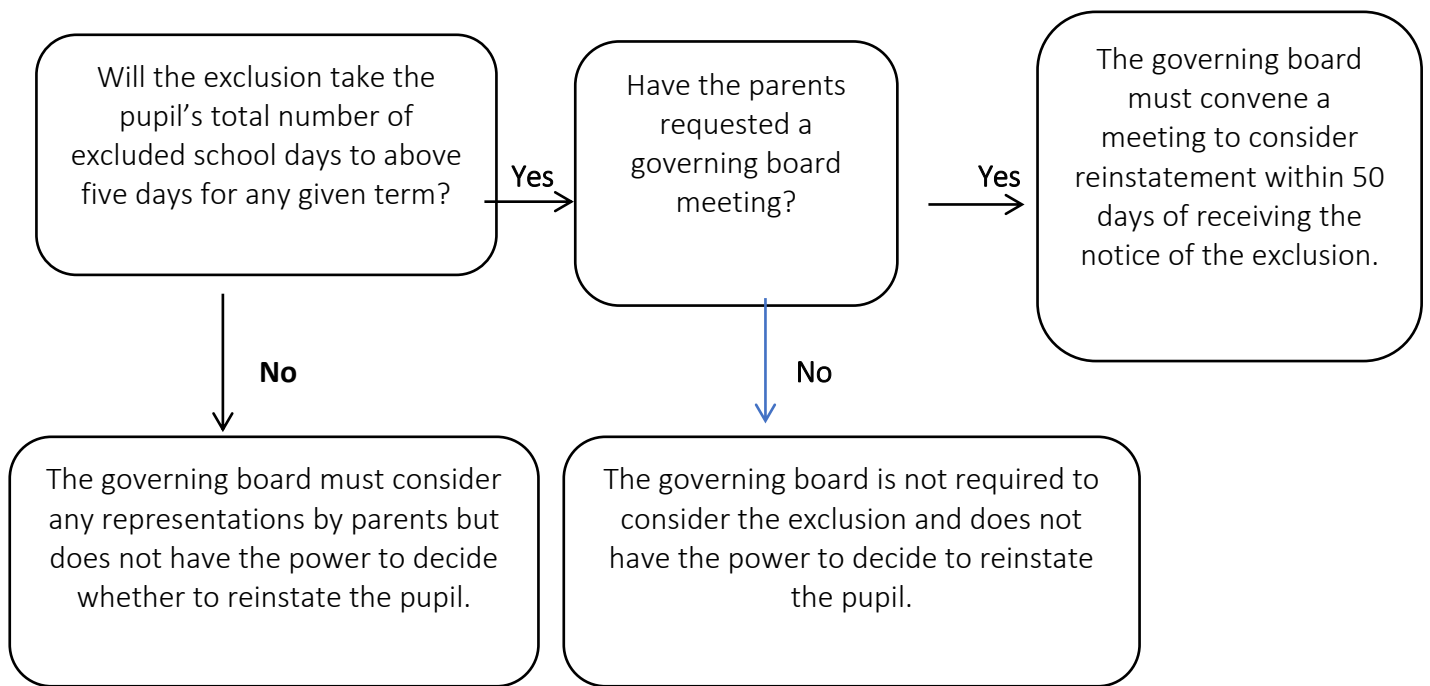 Will the exclusion take the
pupil’s total number of
excluded school days to above
five days for any given term?
Yes
Have the parents
requested a
governing board
meeting?
Yes
The governing board
must convene a
meeting to consider
reinstatement within 50
days of receiving the
notice of the exclusion.
No
No
The governing board must consider
any representations by parents but
does not have the power to decide
whether to reinstate the pupil.
The governing board is not required to
consider the exclusion and does not
have the power to decide to reinstate
the pupil.